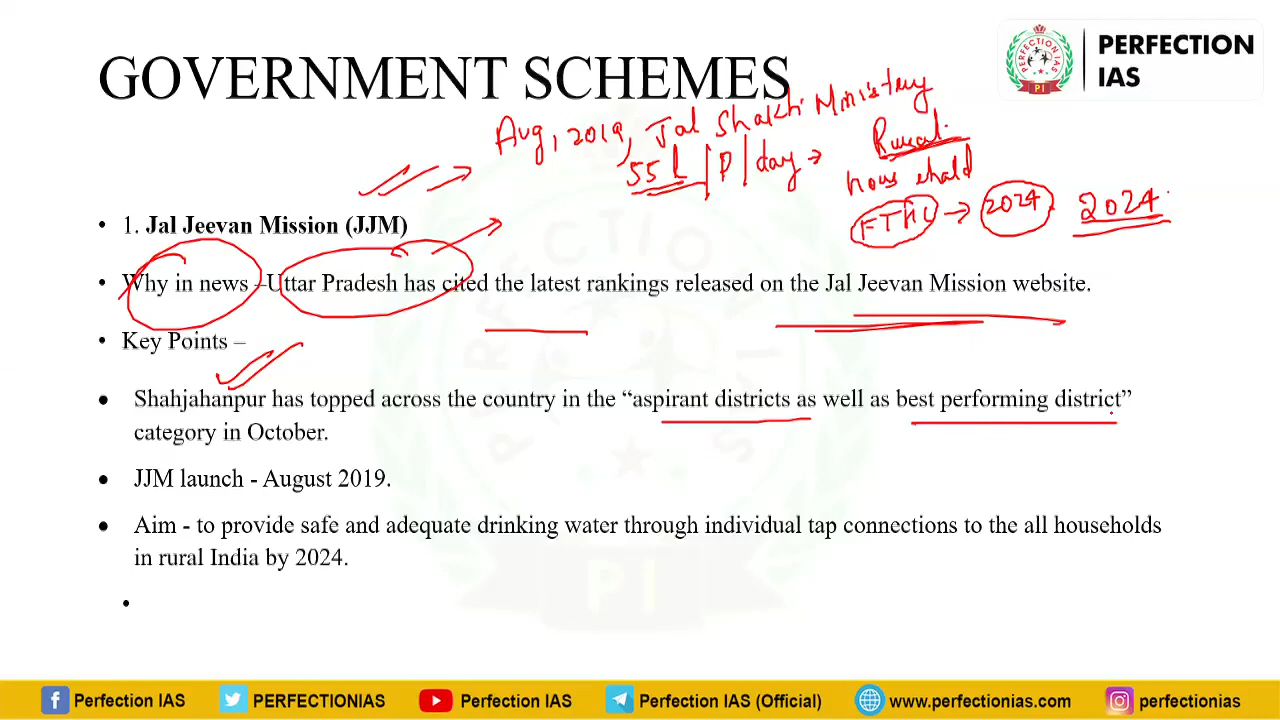 PERFECTION
IAS
PERFECTION
PI
GOVERNMENT SCHEMES
Aug, 2019, Jal Shakti Ministry
55 l | P | day → Rural
household
FTHC → 2024 2024
• 1. Jal Jeevan Mission (JJM)
• Why in news –Uttar Pradesh has cited the latest rankings released on the Jal Jeevan Mission website.
• Key Points –
• Shahjahanpur has topped across the country in the “aspirant districts as well as best performing district”
category in October.
• JJM launch - August 2019.
• Aim - to provide safe and adequate drinking water through individual tap connections to the all households
in rural India by 2024.
•
PERFECTION IAS
PI
Perfection IAS PERFECTIONIAS Perfection IAS Perfection IAS (Official) www.perfectionias.com perfectionias